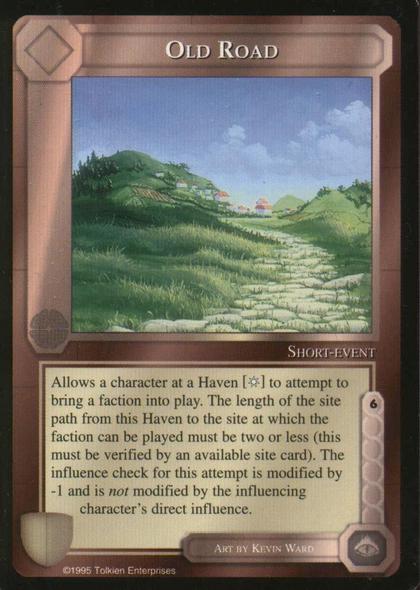 OLD ROAD
SHORT-EVENT
Allows a character at a Haven [☼] to attempt to
bring a faction into play. The length of the site
path from this Haven to the site at which the
faction can be played must be two or less (this
must be verified by an available site card). The
influence check for this attempt is modified by
-1 and is not modified by the influencing
character's direct influence.
6
ART BY KEVIN WARD
©1995 Tolkien Enterprises